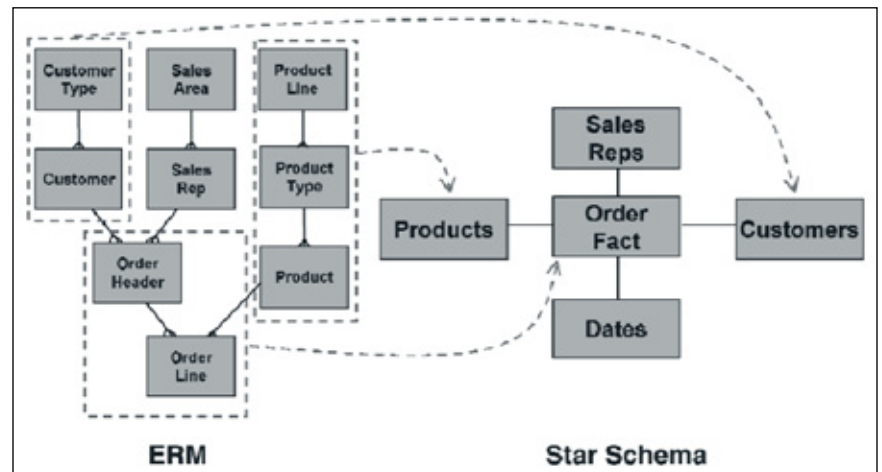 Customer
Type
Sales
Area
Product
Line
Customer
Sales
Rep
Product
Type
Order
Header
Product
Order
Line
ERM
Sales
Reps
Products
Order
Fact
Customers
Dates
Star Schema